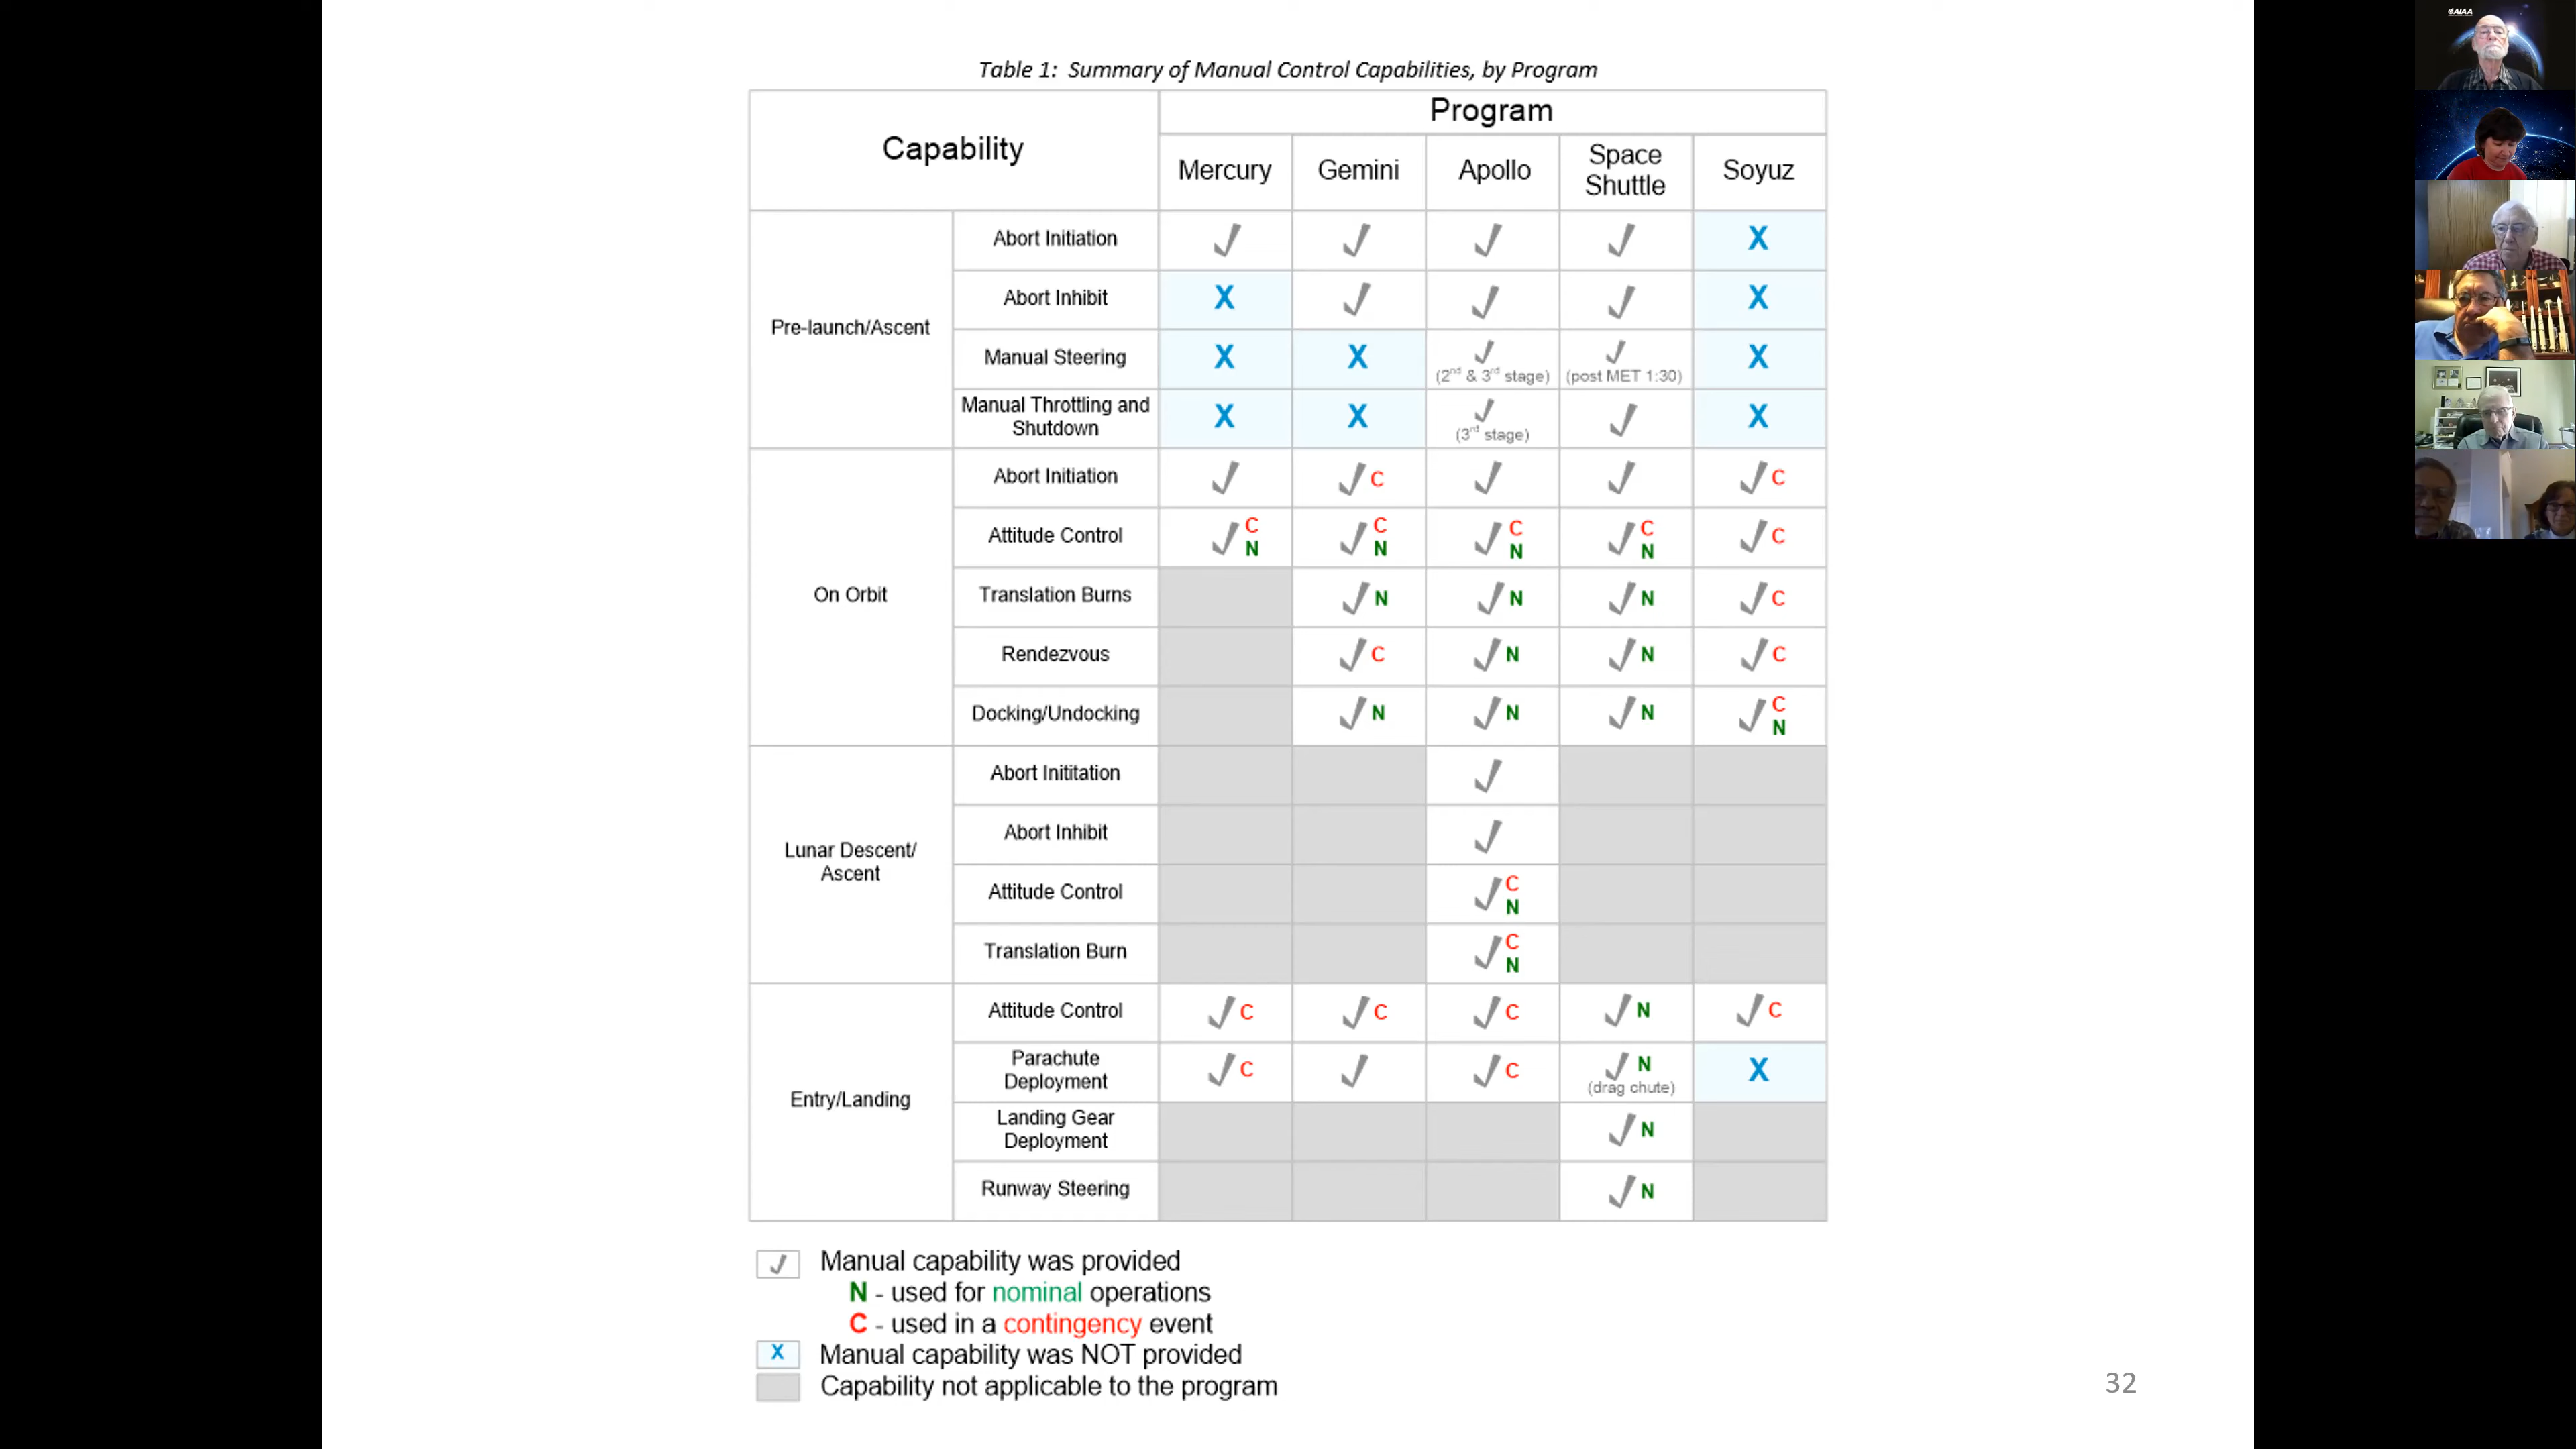 AIAA
Table 1: Summary of Manual Control Capabilities, by Program
Capability
Program
Mercury
Gemini
Apollo
Space
Shuttle
Soyuz
Pre-launch/Ascent
Abort Initiation
X
Abort Inhibit
X
X
Manual Steering
X
X
(2nd & 3rd stage)
(post MET 1:30)
X
Manual Throttling and
Shutdown
X
X
(3rd stage)
X
On Orbit
Abort Initiation
C
C
Attitude Control
C
N
C
N
C
N
C
N
C
Translation Burns
N
N
N
C
Rendezvous
C
N
N
C
Docking/Undocking
N
N
N
C
N
Lunar Descent/
Ascent
Abort Inititation
Abort Inhibit
Attitude Control
C
N
Translation Burn
C
N
Entry/Landing
Attitude Control
C
C
C
N
C
Parachute
Deployment
C
C
N
(drag chute)
X
Landing Gear
Deployment
N
Runway Steering
N
Manual capability was provided
N - used for nominal operations
C - used in a contingency event
X Manual capability was NOT provided
Capability not applicable to the program
32